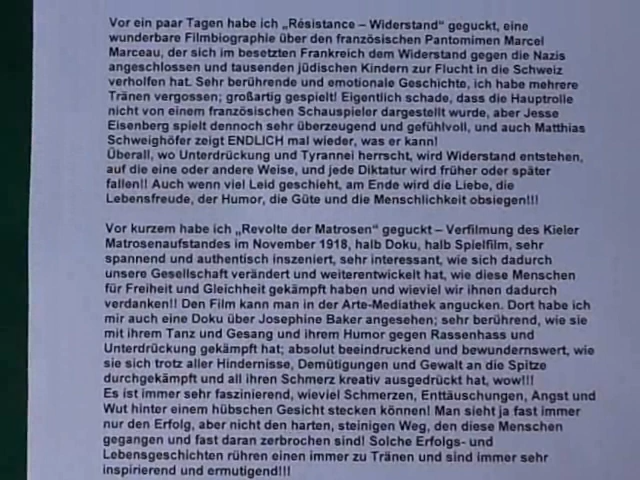 Vor ein paar Tagen habe ich „Résistance – Widerstand“ geguckt, eine
wunderbare Filmbiographie über den französischen Pantomimen Marcel
Marceau, der sich im besetzten Frankreich dem Widerstand gegen die Nazis
angeschlossen und tausenden jüdischen Kindern zur Flucht in die Schweiz
verholfen hat. Sehr berührende und emotionale Geschichte, ich habe mehrere
Tränen vergossen; großartig gespielt! Eigentlich schade, dass die Hauptrolle
nicht von einem französischen Schauspieler dargestellt wurde, aber Jesse
Eisenberg spielt dennoch sehr überzeugend und gefühlvoll, und auch Matthias
Schweighöfer zeigt ENDLICH mal wieder, was er kann!
Überall, wo Unterdrückung und Tyrannei herrscht, wird Widerstand entstehen,
auf die eine oder andere Weise, und jede Diktatur wird früher oder später
fallen!! Auch wenn viel Leid geschieht, am Ende wird die Liebe, die
Lebensfreude, der Humor, die Güte und die Menschlichkeit obsiegen!!!
Vor kurzem habe ich „Revolte der Matrosen“ geguckt – Verfilmung des Kieler
Matrosenaufstandes im November 1918, halb Doku, halb Spielfilm, sehr
spannend und authentisch inszeniert, sehr interessant, wie sich dadurch
unsere Gesellschaft verändert und weiterentwickelt hat, wie diese Menschen
für Freiheit und Gleichheit gekämpft haben und wieviel wir ihnen dadurch
verdanken!! Den Film kann man in der Arte-Mediathek angucken. Dort habe ich
mir auch eine Doku über Josephine Baker angesehen; sehr berührend, wie sie
mit ihrem Tanz und Gesang und ihrem Humor gegen Rassenhass und
Unterdrückung gekämpft hat; absolut beeindruckend und bewundernswert, wie
sie sich trotz aller Hindernisse, Demütigungen und Gewalt an die Spitze
durchgekämpft und all ihren Schmerz kreativ ausgedrückt hat, wow!!!
Es ist immer sehr faszinierend, wieviel Schmerzen, Enttäuschungen, Angst und
Wut hinter einem hübschen Gesicht stecken können! Man sieht ja fast immer
nur den Erfolg, aber nicht den harten, steinigen Weg, den diese Menschen
gegangen und fast daran zerbrochen sind! Solche Erfolgs- und
Lebensgeschichten rühren einen immer zu Tränen und sind immer sehr
inspirierend und ermutigend!!!